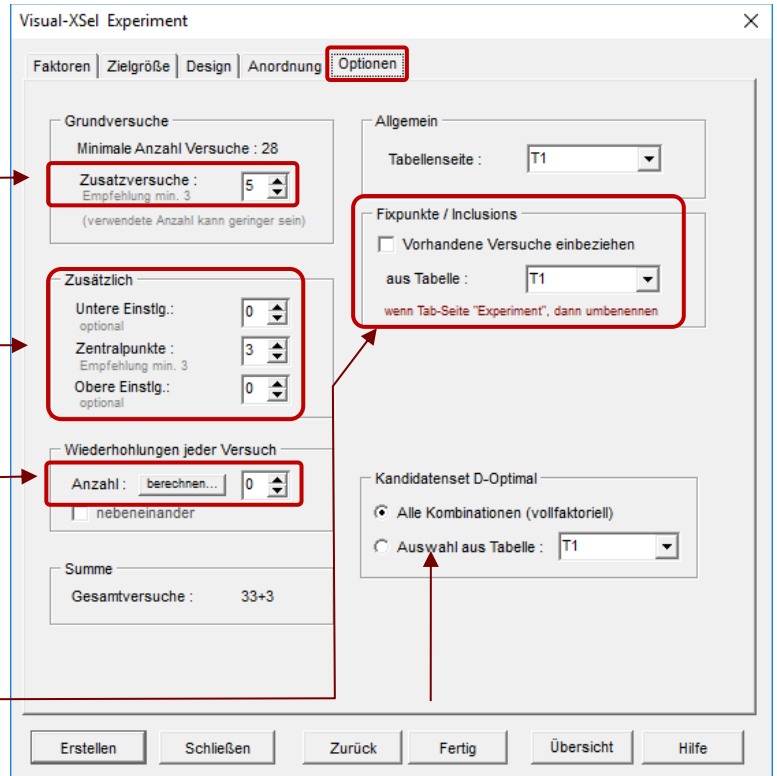 Visual-XSel Experiment
Faktoren Zielgröße Design Anordnung Optionen
Grundversuche
Minimale Anzahl Versuche : 28
Zusatzversuche : 5
Empfehlung min. 3
(verwendete Anzahl kann geringer sein)
Zusätzlich
Untere Einstlg.: 0
optional
Zentralpunkte : 3
Empfehlung min. 3
Obere Einstlg.: 0
optional
Wiederhohlungen jeder Versuch
Anzahl : berechnen... 0
nebeneinander
Summe
Gesamtversuche : 33+3
Allgemein
Tabellenseite : T1
Fixpunkte / Inclusions
Vorhandene Versuche einbeziehen
aus Tabelle : T1
wenn Tab-Seite "Experiment", dann umbenennen
Kandidatenset D-Optimal
Alle Kombinationen (vollfaktoriell)
Auswahl aus Tabelle : T1
Erstellen Schließen Zurück Fertig Übersicht Hilfe